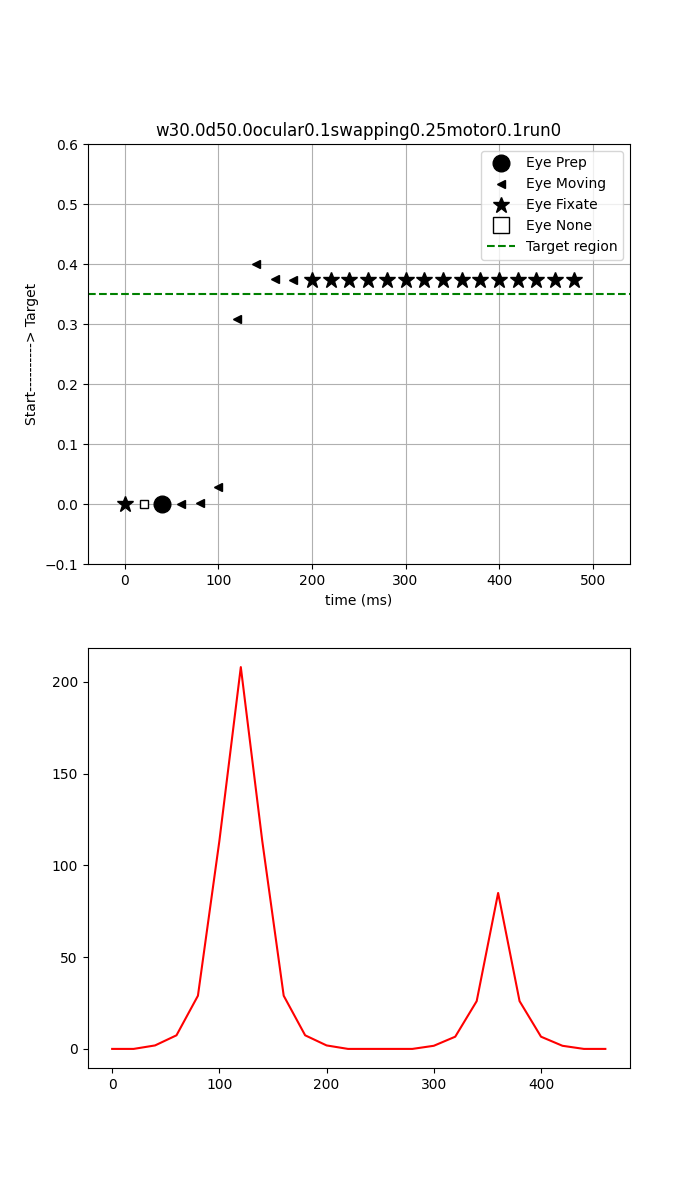 w30.0d50.0ocular0.1swapping0.25motor0.1run0
0.6
0.5
0.4
0.3
0.2
0.1
0.0
−0.1
Start----------> Target
Eye Prep
Eye Moving
Eye Fixate
Eye None
Target region
0 100 200 300 400 500
time (ms)
200
150
100
50
0
0 100 200 300 400